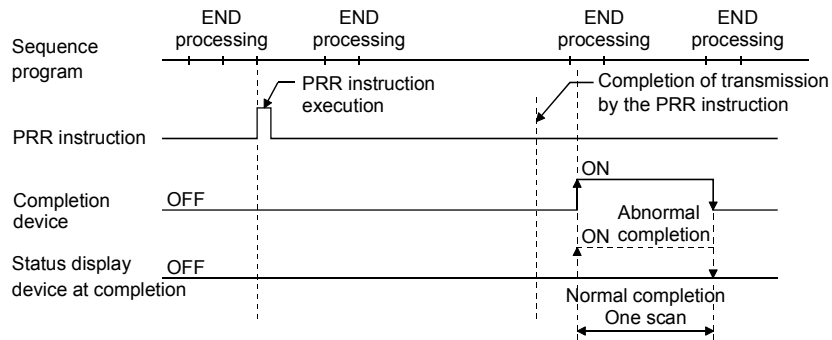 END
processing
END
processing
END
processing
END
processing
Sequence
program
PRR instruction
execution
Completion of transmission
by the PRR instruction
PRR instruction
ON
Completion
device
OFF
Abnormal
completion
ON
Status display
device at completion
OFF
Normal completion
One scan